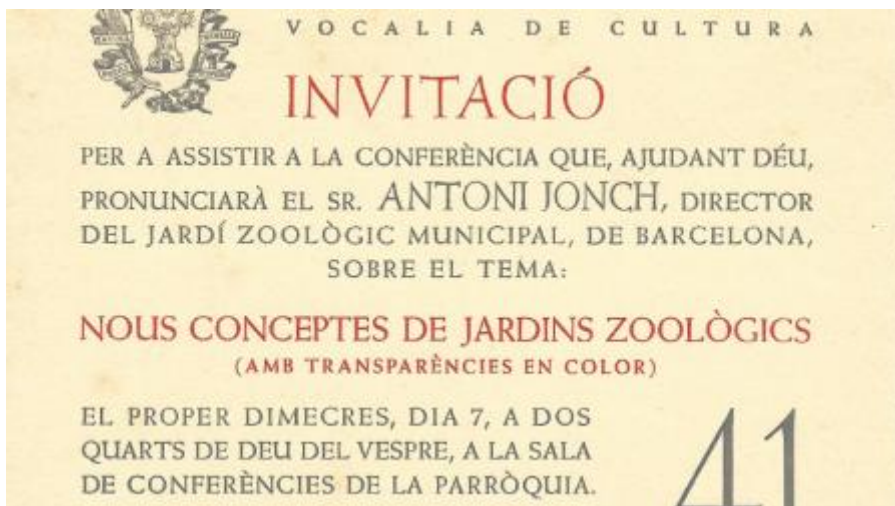 VOCALIA DE CULTURA
INVITACIÓ
PER A ASSISTIR A LA CONFERÈNCIA QUE, AJUDANT DÉU,
PRONUNCIARÀ EL SR. ANTONI JONCH, DIRECTOR
DEL JARDÍ ZOOLÒGIC MUNICIPAL, DE BARCELONA,
SOBRE EL TEMA:
NOUS CONCEPTES DE JARDINS ZOOLÒGICS
(AMB TRANSPARÈNCIES EN COLOR)
EL PROPER DIMECRES, DIA 7, A DOS
QUARTS DE DEU DEL VESPRE, A LA SALA
DE CONFERÈNCIES DE LA PARRÒQUIA.
41